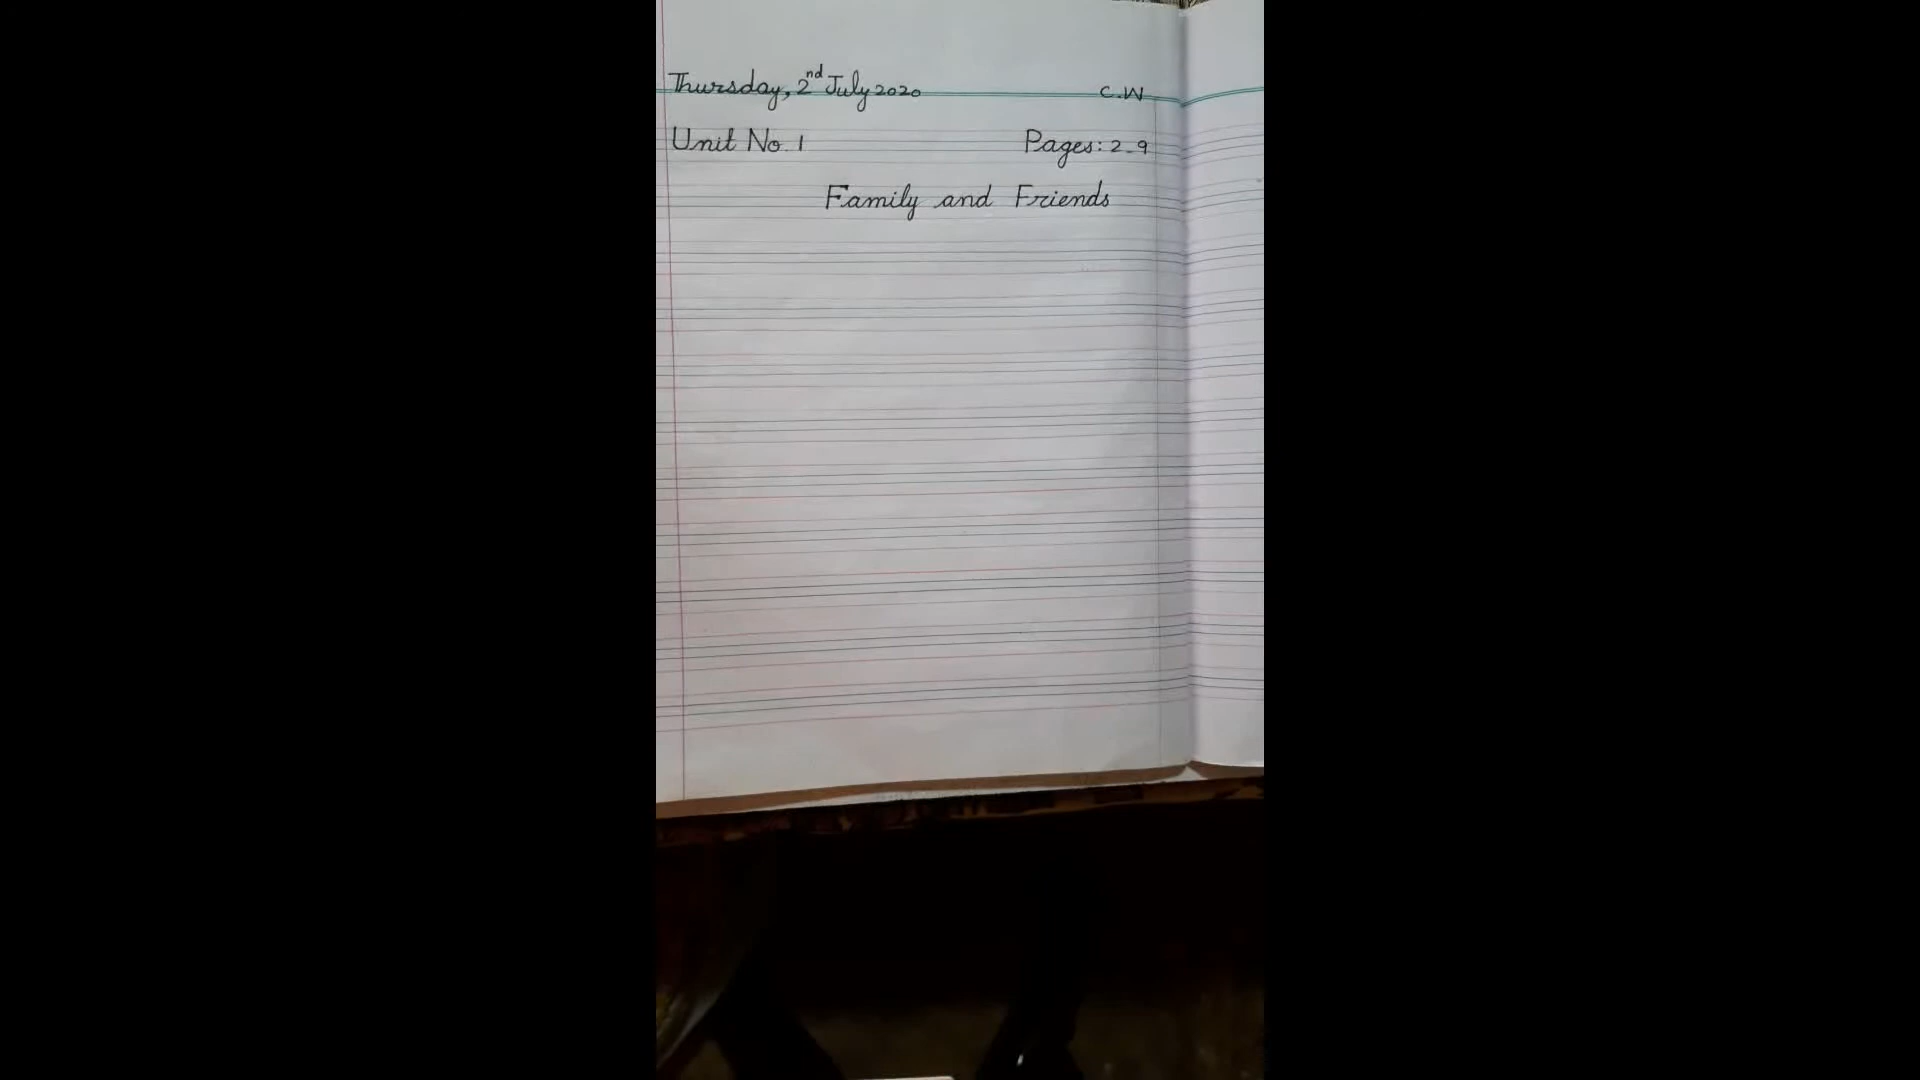 Thursday, 2nd July 2020 C.W
Unit No. 1 Pages: 2-9
Family and Friends